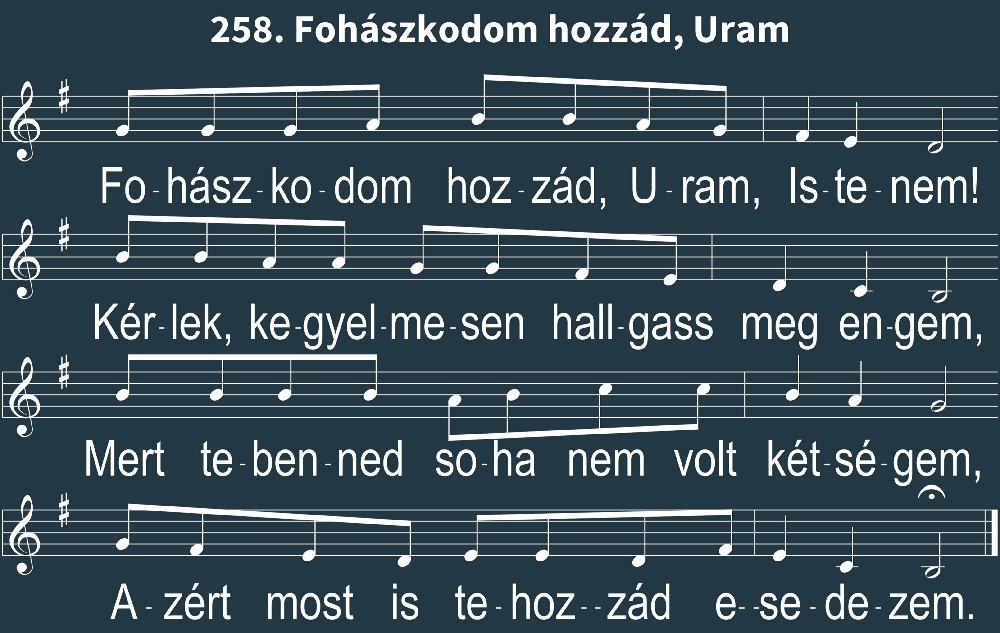 258. Fohászkodom hozzád, Uram
Fo-hász-ko-dom hoz-zád, U-ram, Is-te-nem!
Kér-lek, ke-gyel-me-sen hall-gass meg en-gem,
Mert te-ben-ned so-ha nem volt két-sé-gem,
A-zért most is te-hoz--zád e--se-de-zem.